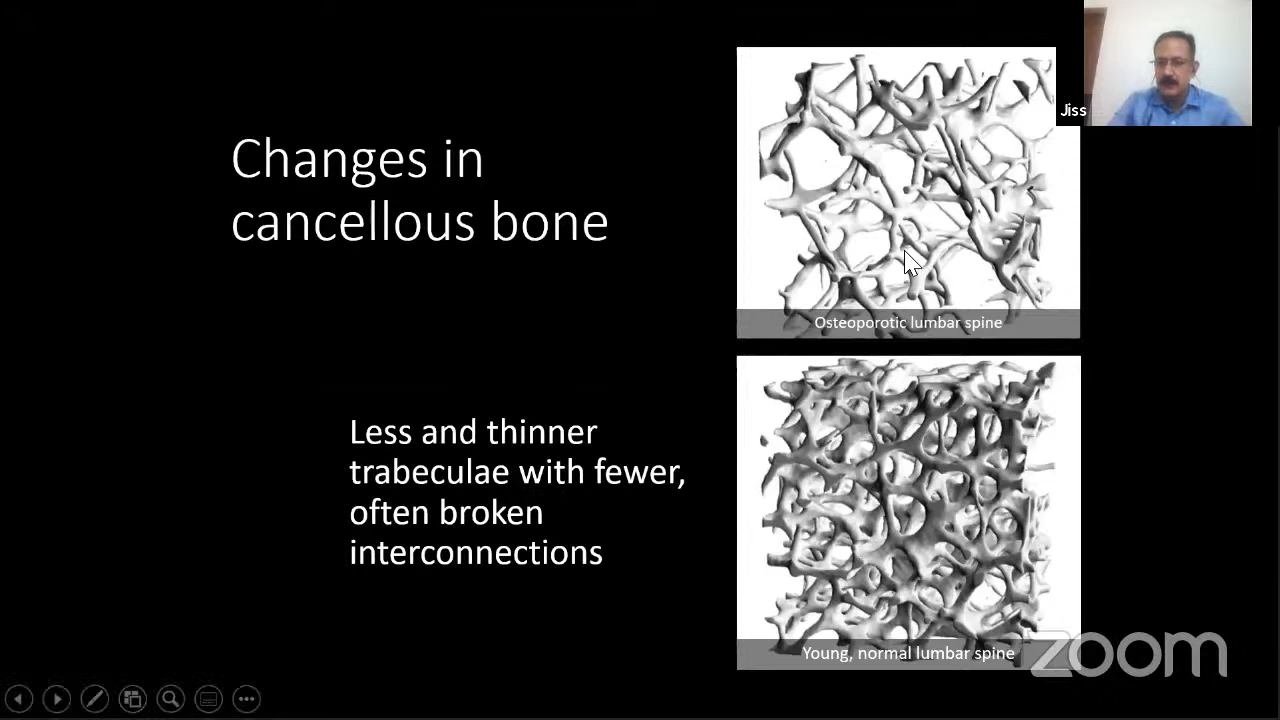 Changes in
cancellous bone
Less and thinner
trabeculae with fewer,
often broken
interconnections
Osteoporotic lumbar spine
Young, normal lumbar spine
Jiss
zoom